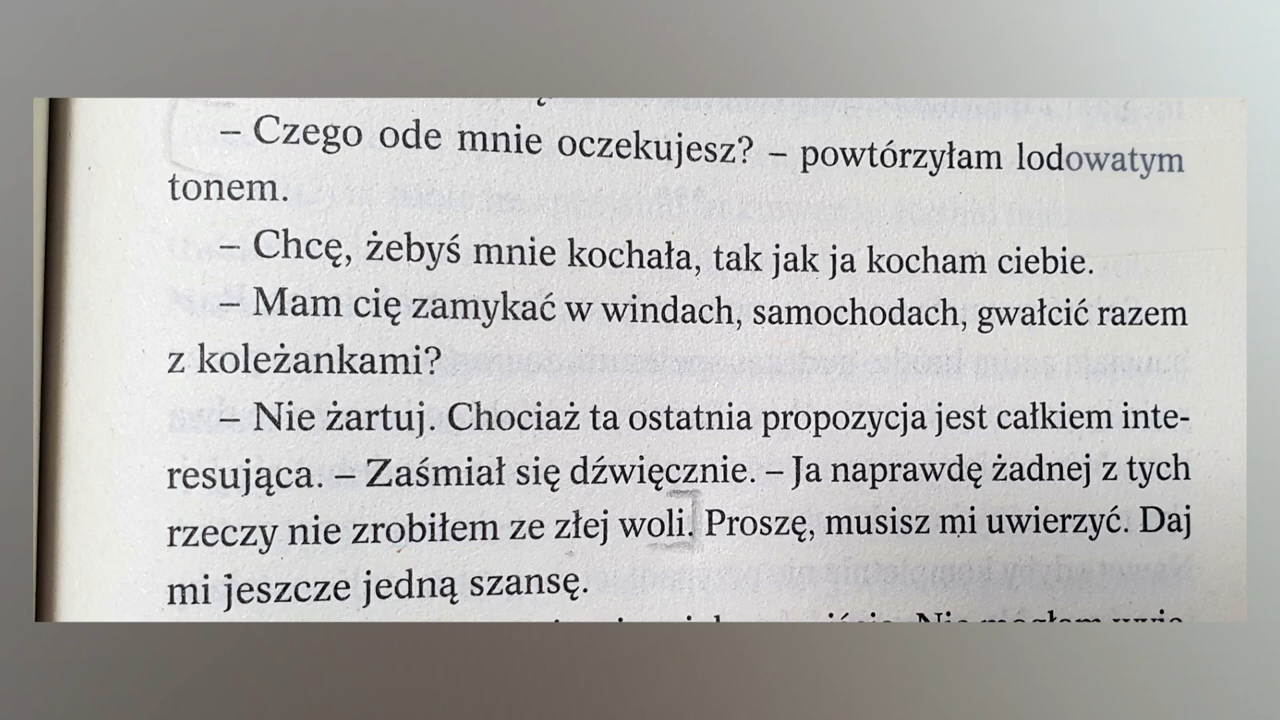 – Czego ode mnie oczekujesz? – powtórzyłam lodowatym
tonem.
– Chcę, żebyś mnie kochała, tak jak ja kocham ciebie.
– Mam cię zamykać w windach, samochodach, gwałcić razem
z koleżankami?
– Nie żartuj. Chociaż ta ostatnia propozycja jest całkiem inte-
resująca. – Zaśmiał się dźwięcznie. – Ja naprawdę żadnej z tych
rzeczy nie zrobiłem ze złej woli. Proszę, musisz mi uwierzyć. Daj
mi jeszcze jedną szansę.